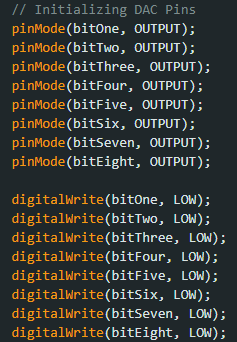 // Initializing DAC Pins
pinMode(bitOne, OUTPUT);
pinMode(bitTwo, OUTPUT);
pinMode(bitThree, OUTPUT);
pinMode(bitFour, OUTPUT);
pinMode(bitFive, OUTPUT);
pinMode(bitSix, OUTPUT);
pinMode(bitSeven, OUTPUT);
pinMode(bitEight, OUTPUT);

digitalWrite(bitOne, LOW);
digitalWrite(bitTwo, LOW);
digitalWrite(bitThree, LOW);
digitalWrite(bitFour, LOW);
digitalWrite(bitFive, LOW);
digitalWrite(bitSix, LOW);
digitalWrite(bitSeven, LOW);
digitalWrite(bitEight, LOW);